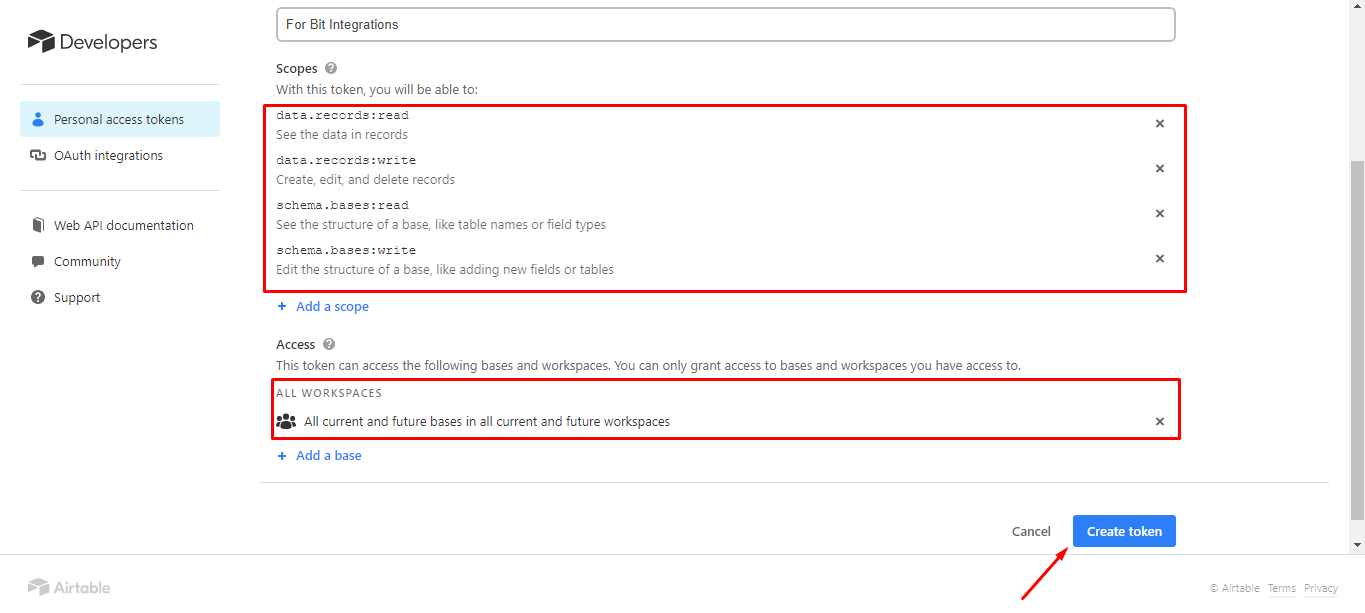 Developers
Personal access tokens
OAuth integrations
Web API documentation
Community
Support
For Bit Integrations
Scopes
With this token, you will be able to:
data.records:read
See the data in records
data.records:write
Create, edit, and delete records
schema.bases:read
See the structure of a base, like table names or field types
schema.bases:write
Edit the structure of a base, like adding new fields or tables
+ Add a scope
Access
This token can access the following bases and workspaces. You can only grant access to bases and workspaces you have access to.
ALL WORKSPACES
All current and future bases in all current and future workspaces
+ Add a base
Cancel Create token
Airtable
© Airtable Terms Privacy